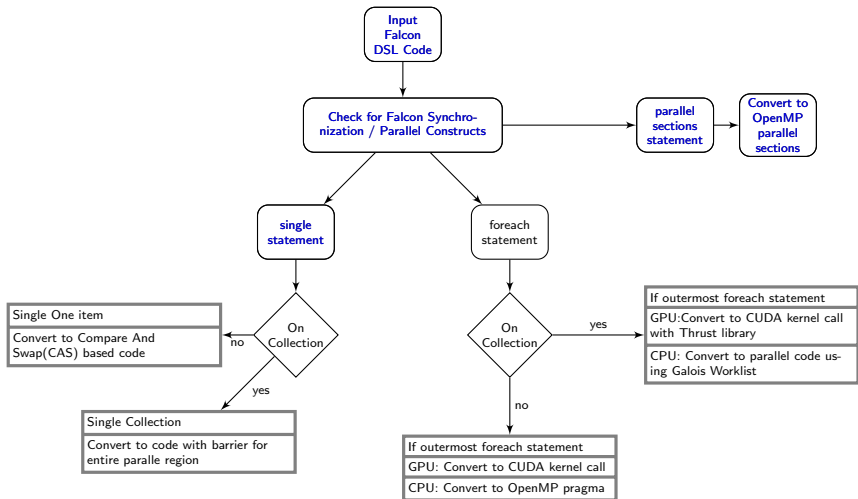 Input
Falcon
DSL Code
Check for Falcon Synchro-
nization / Parallel Constructs
parallel
sections
statement
Convert to
OpenMP
parallel
sections
single
statement
foreach
statement
On
Collection
no
yes
Single One item
Convert to Compare And
Swap(CAS) based code
Single Collection
Convert to code with barrier for
entire paralle region
On
Collection
yes
no
If outermost foreach statement
GPU:Convert to CUDA kernel call
with Thrust library
CPU: Convert to parallel code us-
ing Galois Worklist
If outermost foreach statement
GPU: Convert to CUDA kernel call
CPU: Convert to OpenMP pragma